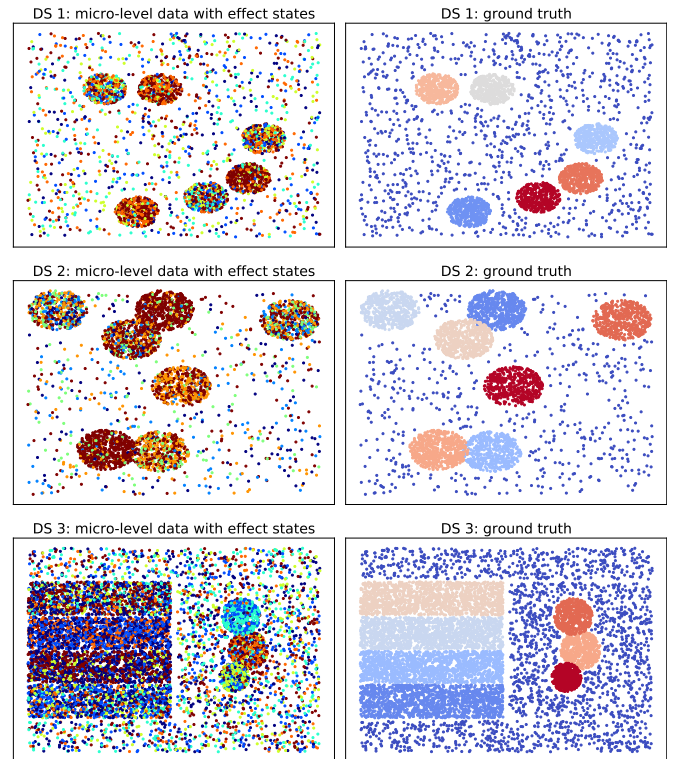 DS 1: micro-level data with effect states
DS 1: ground truth
DS 2: micro-level data with effect states
DS 2: ground truth
DS 3: micro-level data with effect states
DS 3: ground truth